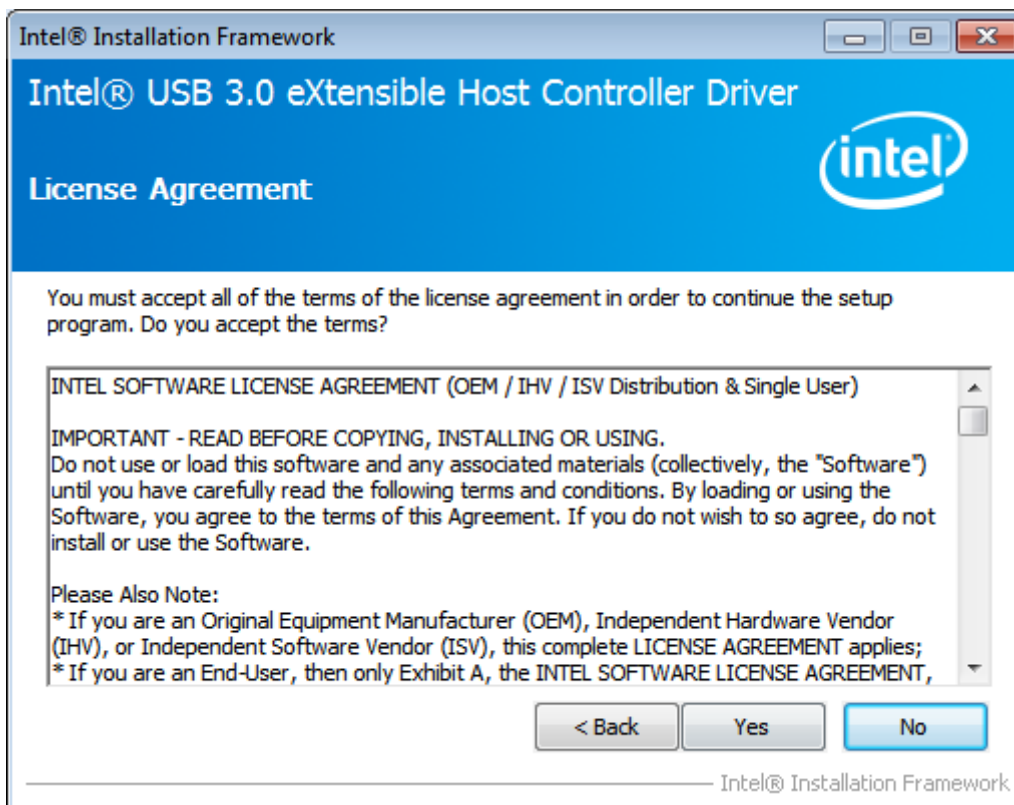 Intel® Installation Framework
Intel® USB 3.0 eXtensible Host Controller Driver
intel
License Agreement
You must accept all of the terms of the license agreement in order to continue the setup
program. Do you accept the terms?
INTEL SOFTWARE LICENSE AGREEMENT (OEM / IHV / ISV Distribution & Single User)
IMPORTANT - READ BEFORE COPYING, INSTALLING OR USING.
Do not use or load this software and any associated materials (collectively, the "Software")
until you have carefully read the following terms and conditions. By loading or using the
Software, you agree to the terms of this Agreement. If you do not wish to so agree, do not
install or use the Software.
Please Also Note:
* If you are an Original Equipment Manufacturer (OEM), Independent Hardware Vendor
(IHV), or Independent Software Vendor (ISV), this complete LICENSE AGREEMENT applies;
* If you are an End-User, then only Exhibit A, the INTEL SOFTWARE LICENSE AGREEMENT,
< Back
Yes
No
Intel® Installation Framework